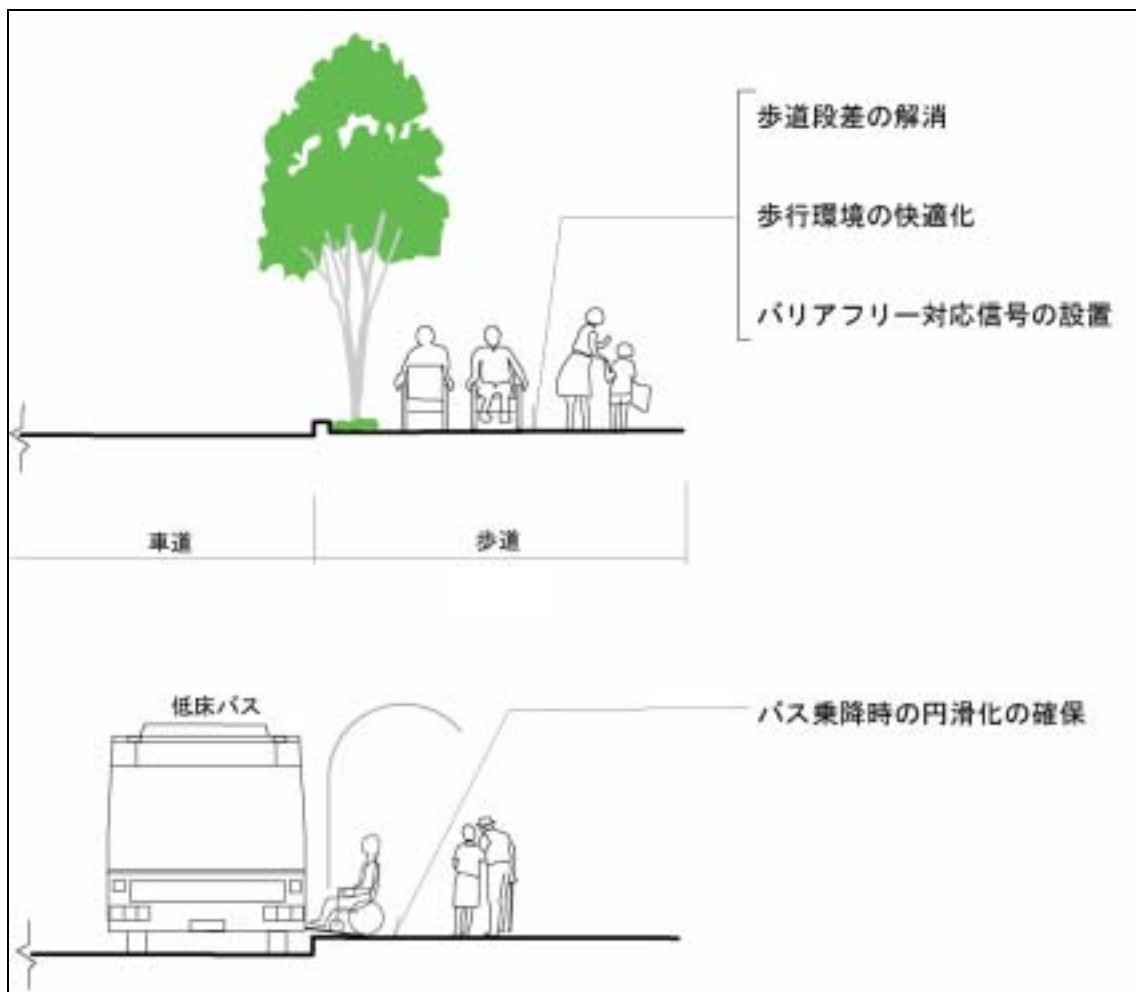 歩道段差の解消
歩行環境の快適化
バリアフリー対応信号の設置
車道
歩道
低床バス
バス乗降時の円滑化の確保